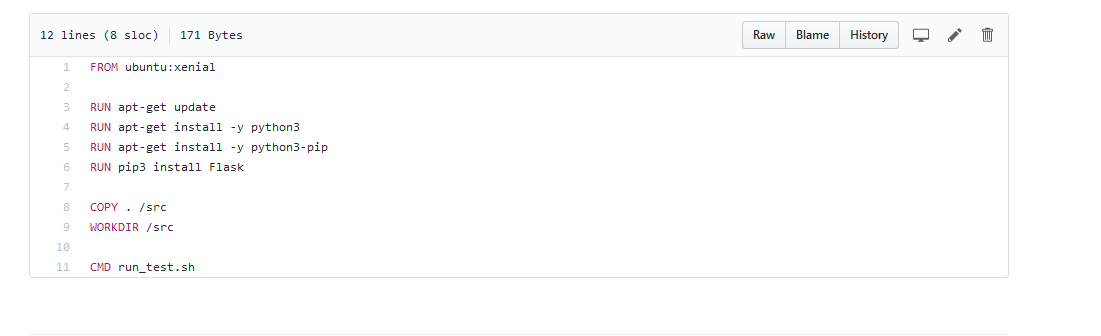 12 lines (8 sloc) 171 Bytes Raw Blame History
1 FROM ubuntu:xenial
2
3 RUN apt-get update
4 RUN apt-get install -y python3
5 RUN apt-get install -y python3-pip
6 RUN pip3 install Flask
7
8 COPY . /src
9 WORKDIR /src
10
11 CMD run_test.sh